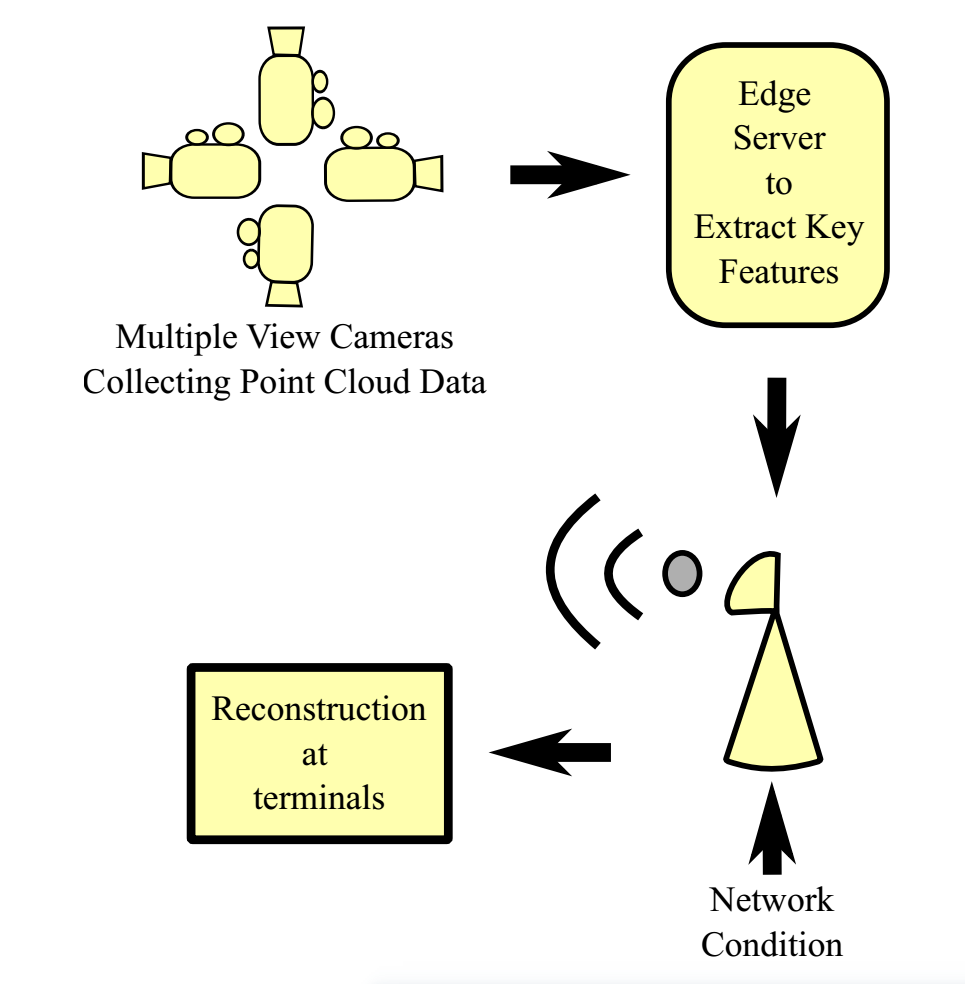 Edge
Server
to
Extract Key
Features
Multiple View Cameras
Collecting Point Cloud Data
Reconstruction
at
terminals
Network
Condition